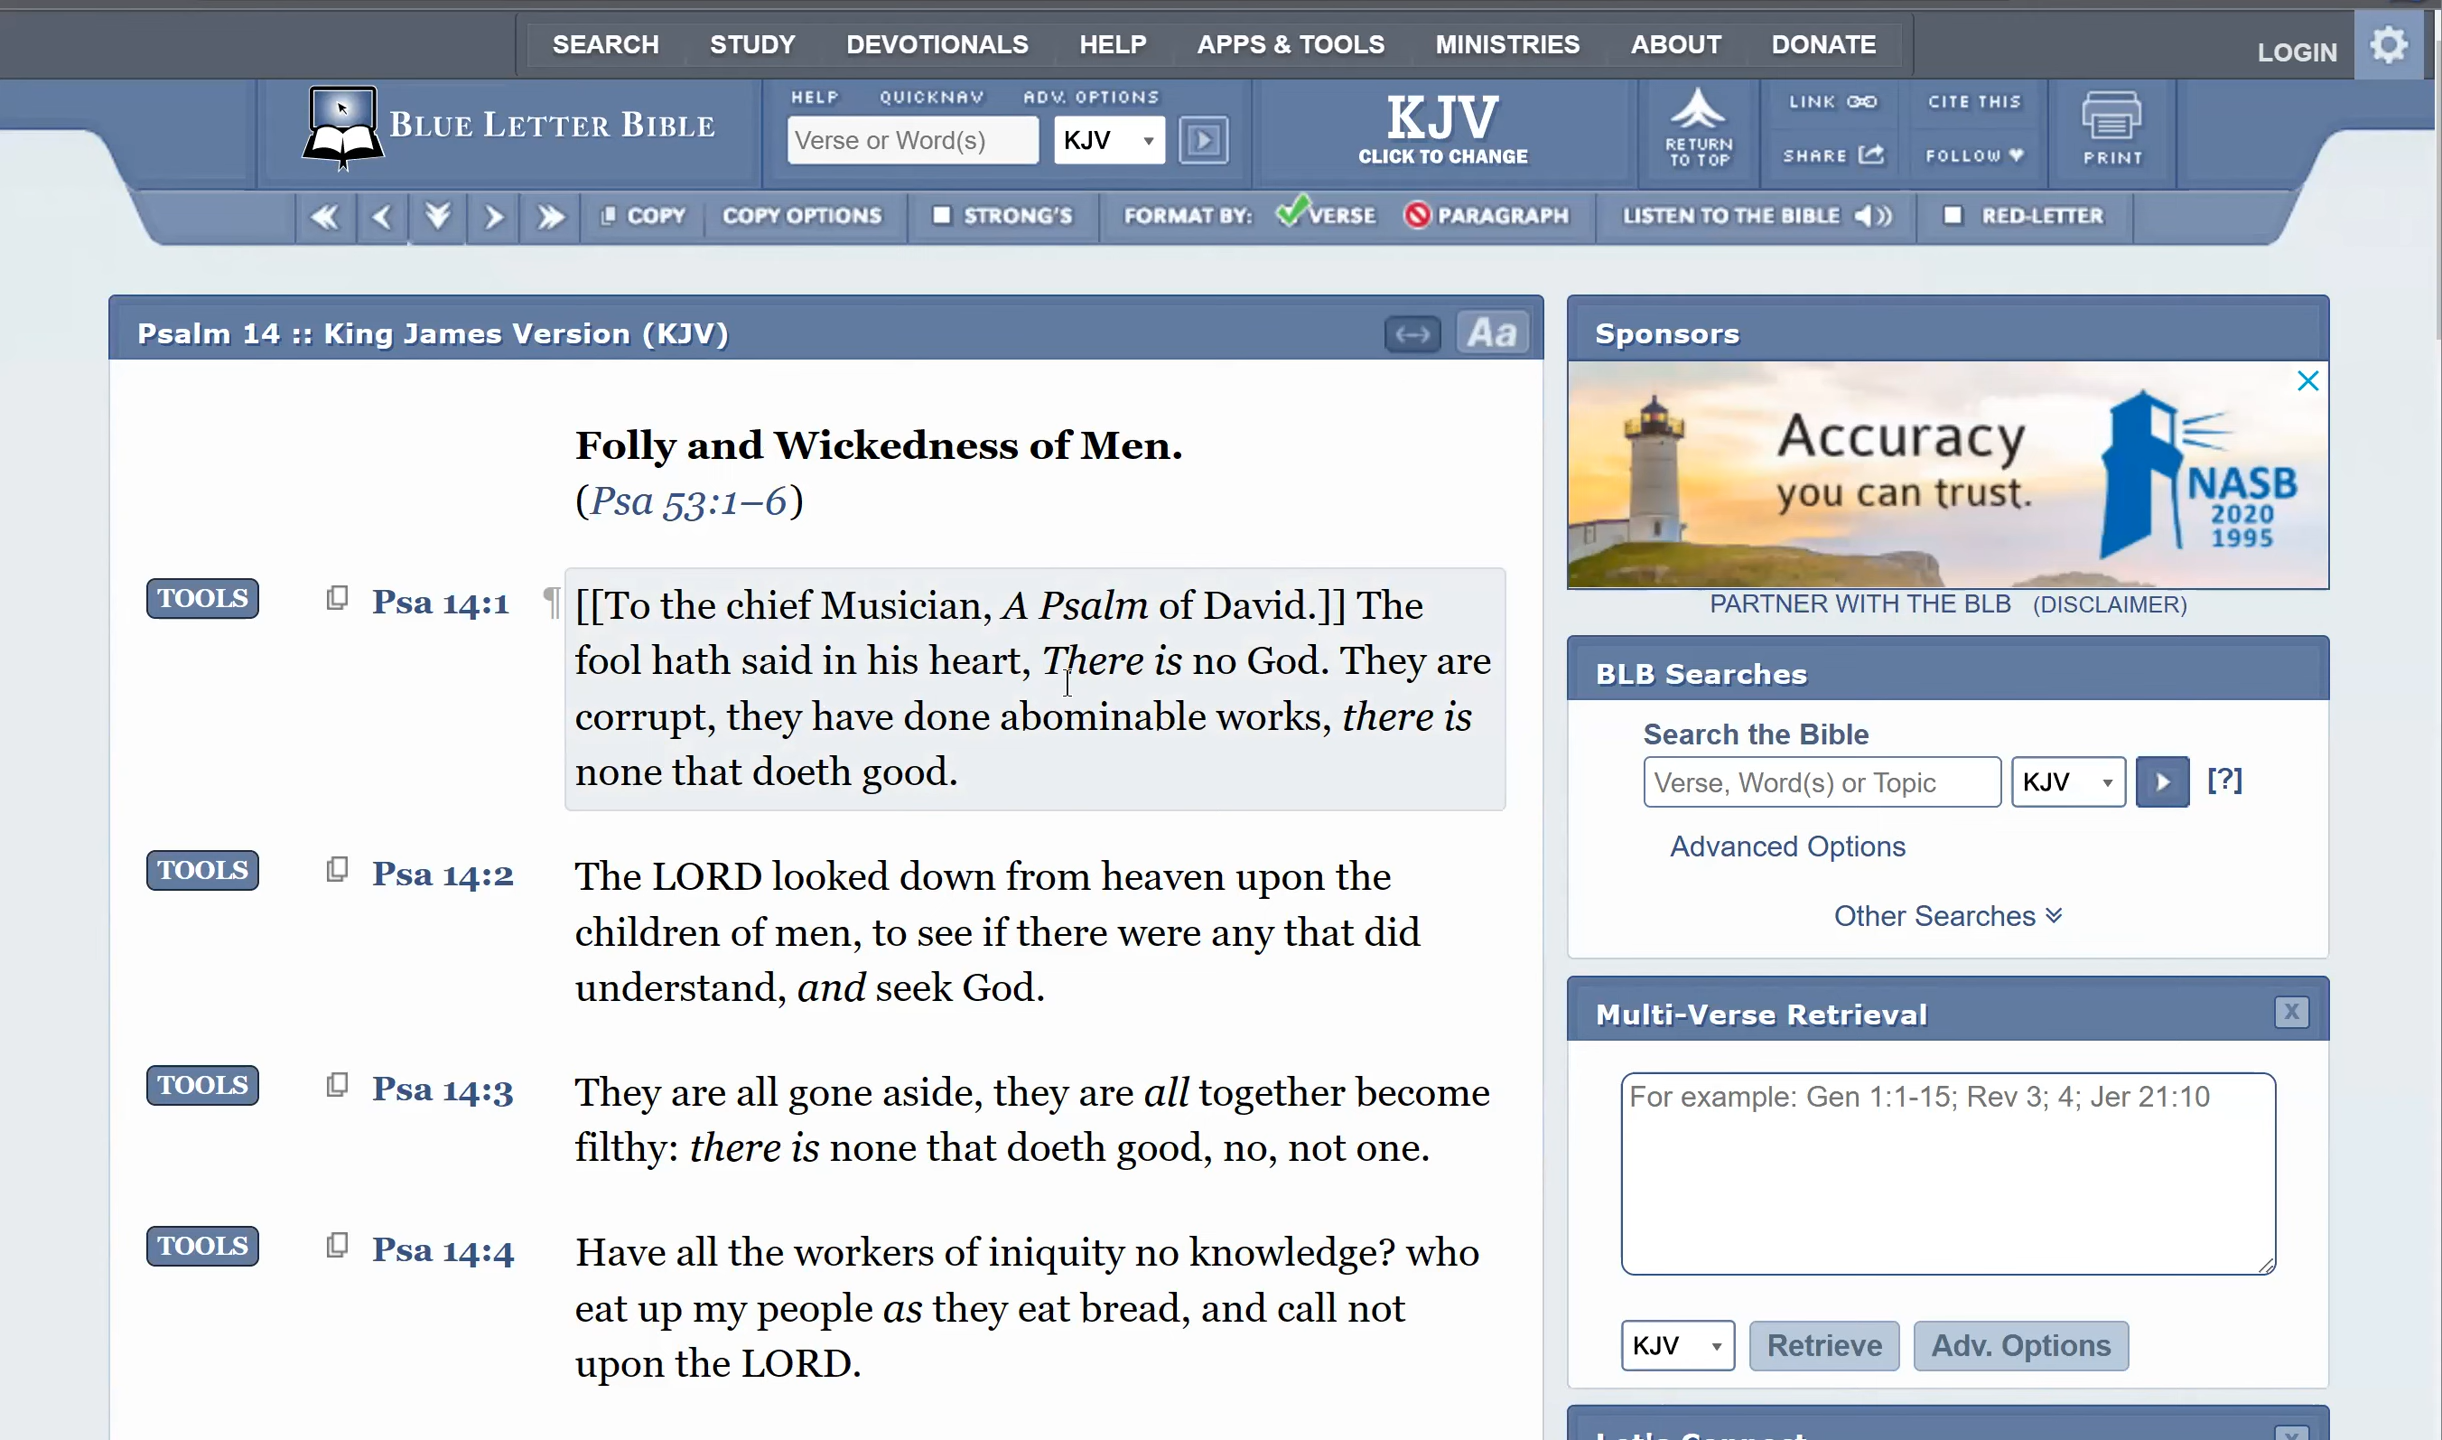 SEARCH STUDY DEVOTIONALS HELP APPS & TOOLS MINISTRIES ABOUT DONATE
LOGIN
BLUE LETTER BIBLE
HELP QUICKNAV ADV. OPTIONS
Verse or Word(s) KJV
KJV
CLICK TO CHANGE
RETURN
TO TOP
LINK CITE THIS
SHARE FOLLOW
PRINT
COPY COPY OPTIONS STRONG'S FORMAT BY: VERSE PARAGRAPH LISTEN TO THE BIBLE RED-LETTER
Psalm 14 :: King James Version (KJV)
Aa
Folly and Wickedness of Men.
(Psa 53:1–6)
TOOLS Psa 14:1 ¶ [[To the chief Musician, A Psalm of David.]] The
fool hath said in his heart, There is no God. They are
corrupt, they have done abominable works, there is
none that doeth good.
TOOLS Psa 14:2 The LORD looked down from heaven upon the
children of men, to see if there were any that did
understand, and seek God.
TOOLS Psa 14:3 They are all gone aside, they are all together become
filthy: there is none that doeth good, no, not one.
TOOLS Psa 14:4 Have all the workers of iniquity no knowledge? who
eat up my people as they eat bread, and call not
upon the LORD.
Sponsors
Accuracy
you can trust.
NASB
2020
1995
PARTNER WITH THE BLB (DISCLAIMER)
BLB Searches
Search the Bible
Verse, Word(s) or Topic KJV [?]
Advanced Options
Other Searches
Multi-Verse Retrieval X
For example: Gen 1:1-15; Rev 3; 4; Jer 21:10
KJV Retrieve Adv. Options
Let's Connect X